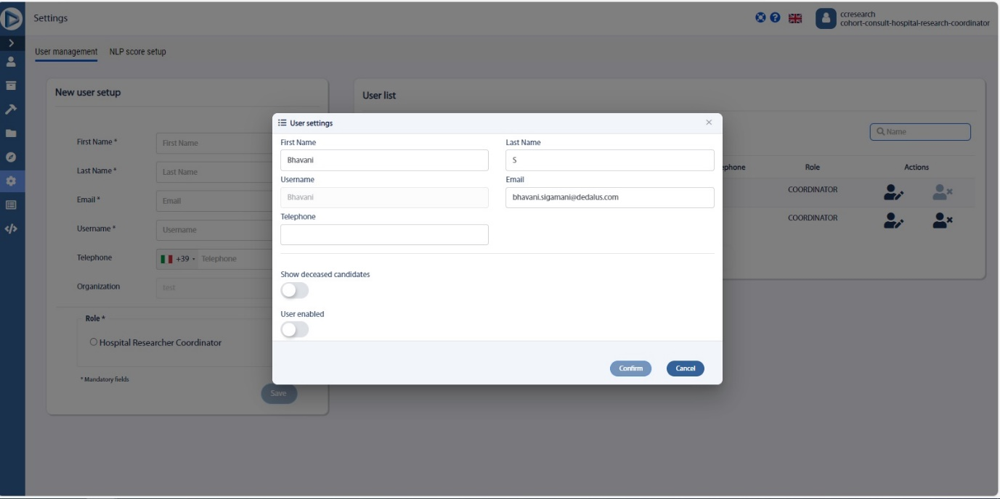 Settings
ccresearch
cohort-consult-hospital-research-coordinator
User management NLP score setup
New user setup
First Name * First Name
Last Name * Last Name
Email * Email
Username * Username
Telephone +39 Telephone
Organization test
Role *
Hospital Researcher Coordinator
* Mandatory fields
Save
User list
Name
ephone Role Actions
COORDINATOR
COORDINATOR
User settings
First Name Last Name
Bhavani S
Username Email
Bhavani bhavani.sigamani@dedalus.com
Telephone
Show deceased candidates
User enabled
Confirm Cancel